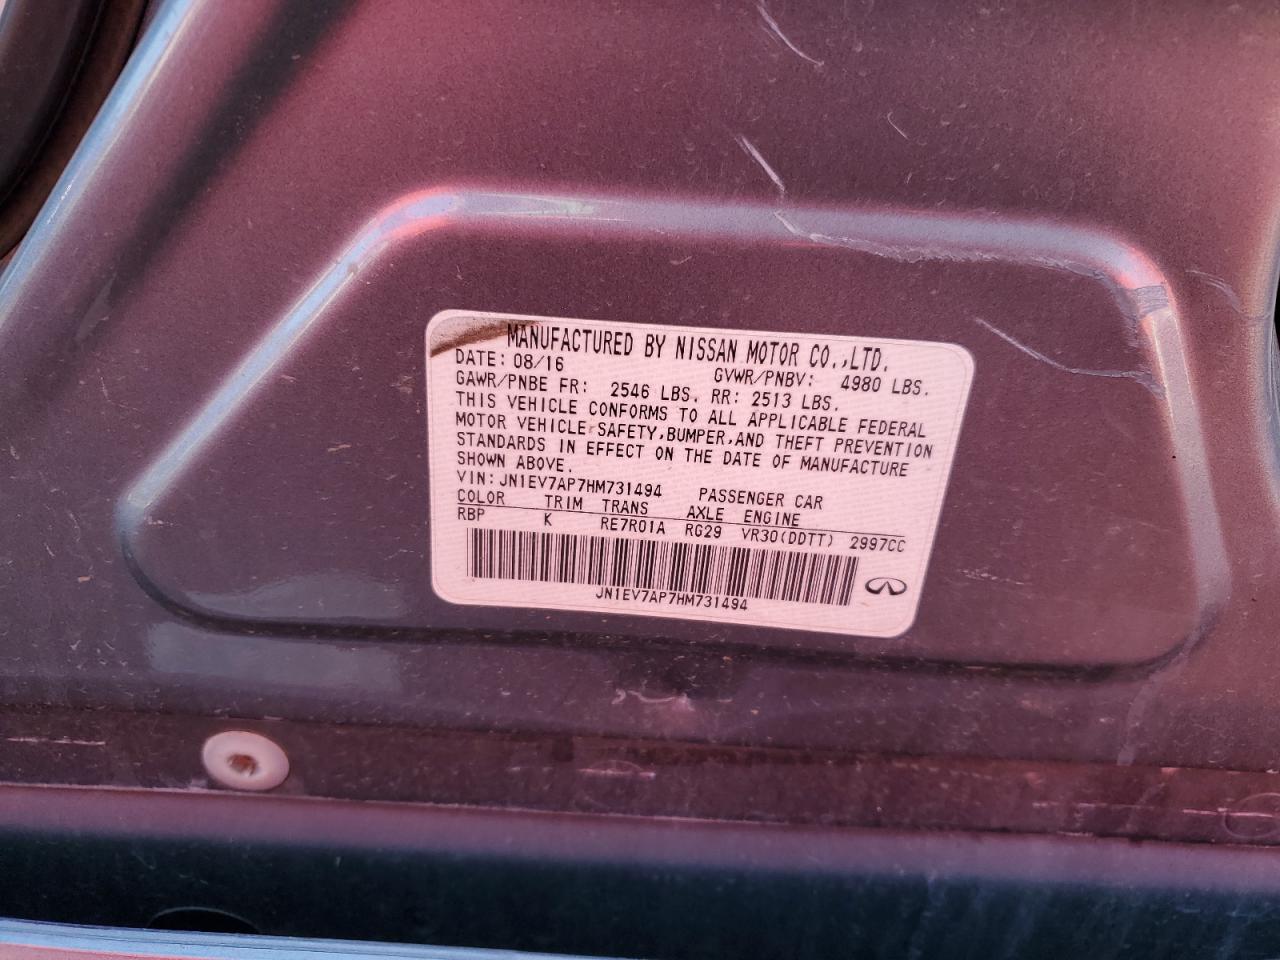 MANUFACTURED BY NISSAN MOTOR CO.,LTD.
DATE: 08/16 GVWR/PNBV: 4980 LBS.
GAWR/PNBE FR: 2546 LBS. RR: 2513 LBS.
THIS VEHICLE CONFORMS TO ALL APPLICABLE FEDERAL
MOTOR VEHICLE SAFETY,BUMPER,AND THEFT PREVENTION
STANDARDS IN EFFECT ON THE DATE OF MANUFACTURE
SHOWN ABOVE.
VIN: JN1EV7AP7HM731494 PASSENGER CAR
COLOR TRIM TRANS AXLE ENGINE
RBP K RE7R01A RG29 VR30(DDTT) 2997CC
JN1EV7AP7HM731494